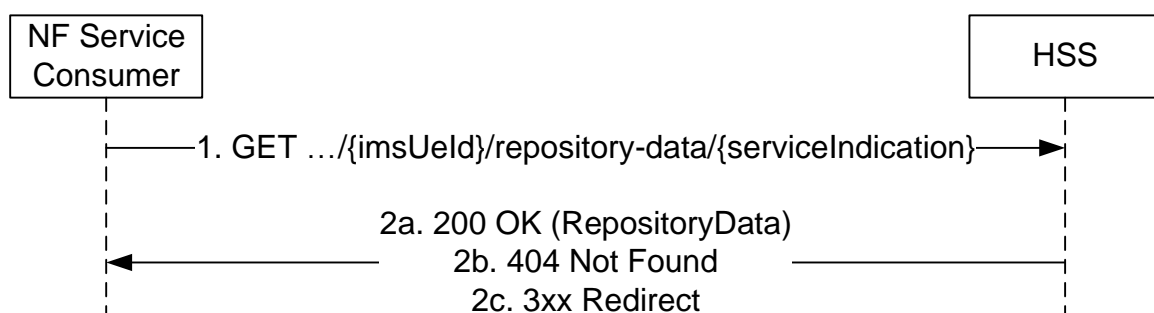 NF Service
Consumer
HSS
1. GET …/{imsUeId}/repository-data/{serviceIndication}
2a. 200 OK (RepositoryData)
2b. 404 Not Found
2c. 3xx Redirect